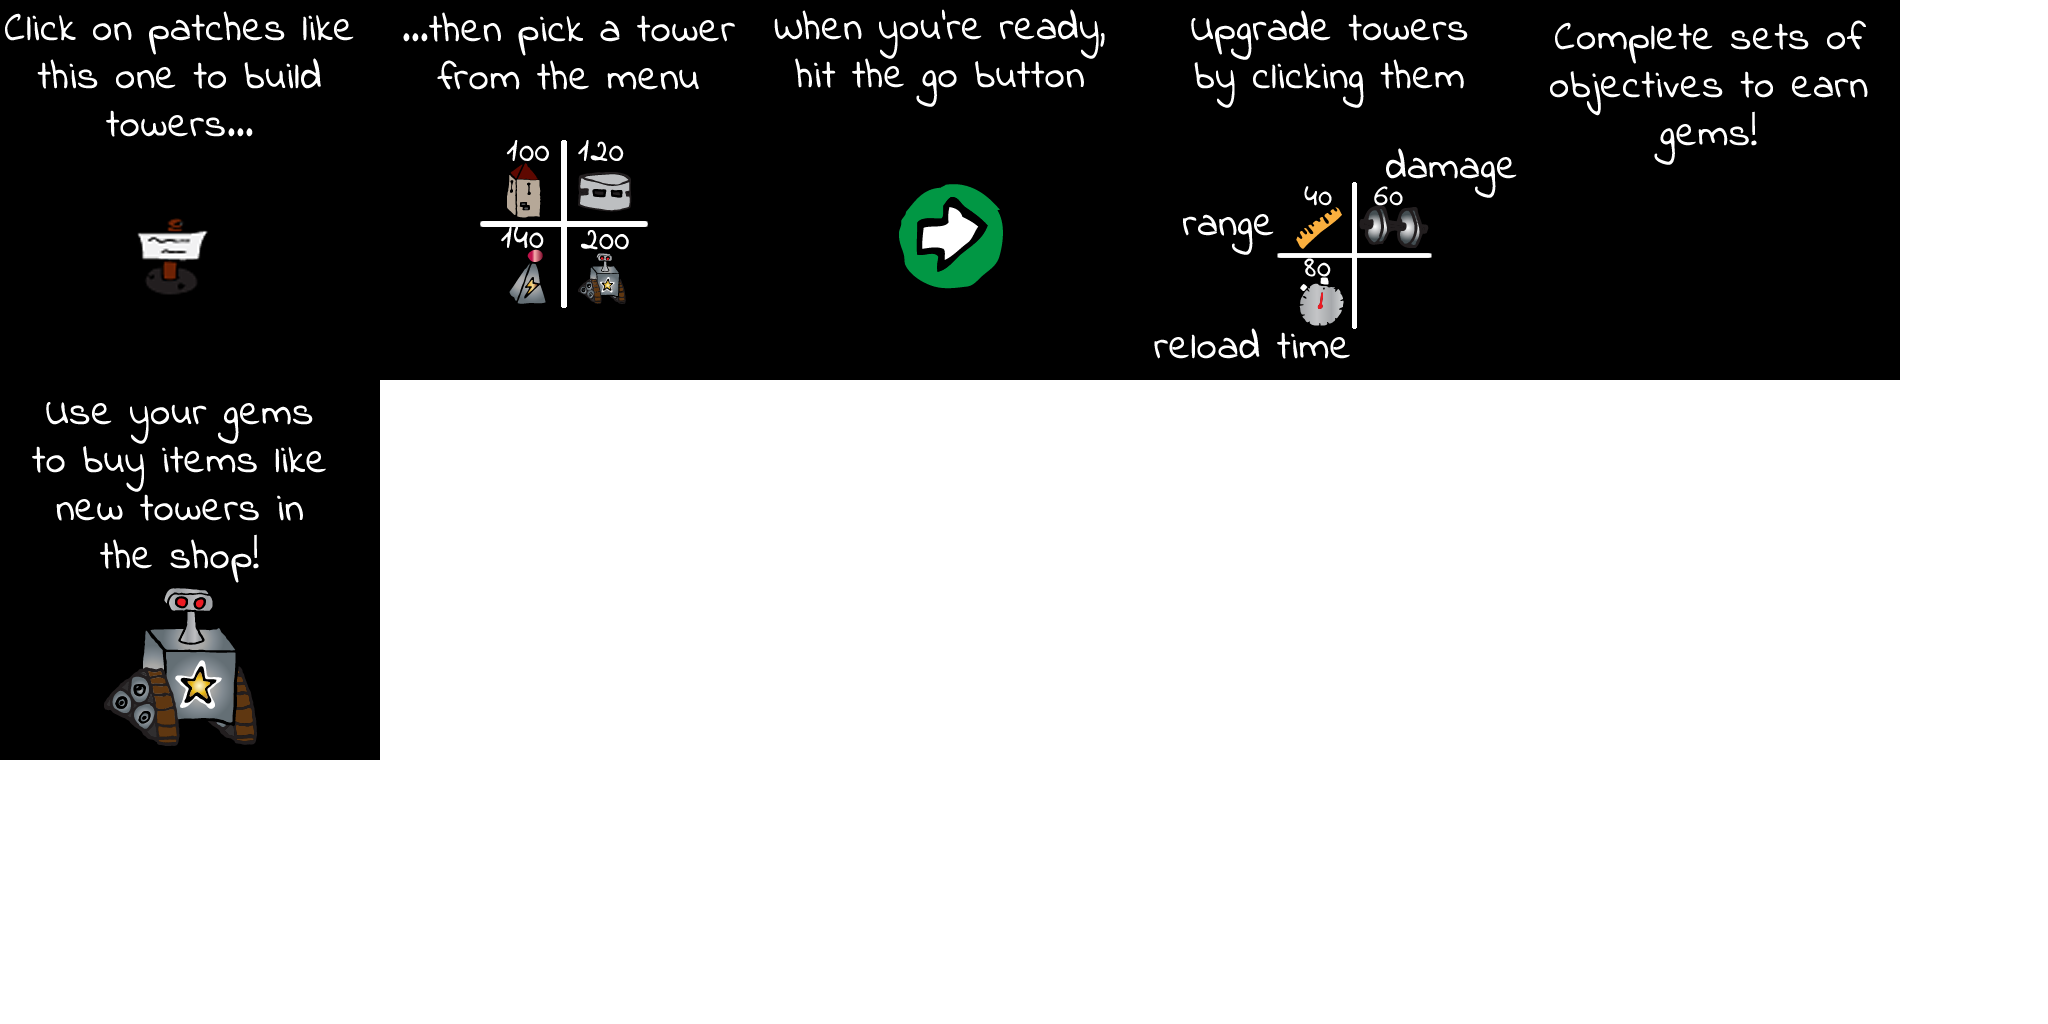 Click on patches like
this one to build
towers...
...then pick a tower
from the menu
100
120
140
200
When you're ready,
hit the go button
Upgrade towers
by clicking them
damage
40
60
range
80
reload time
Complete sets of
objectives to earn
gems!
Use your gems
to buy items like
new towers in
the shop!